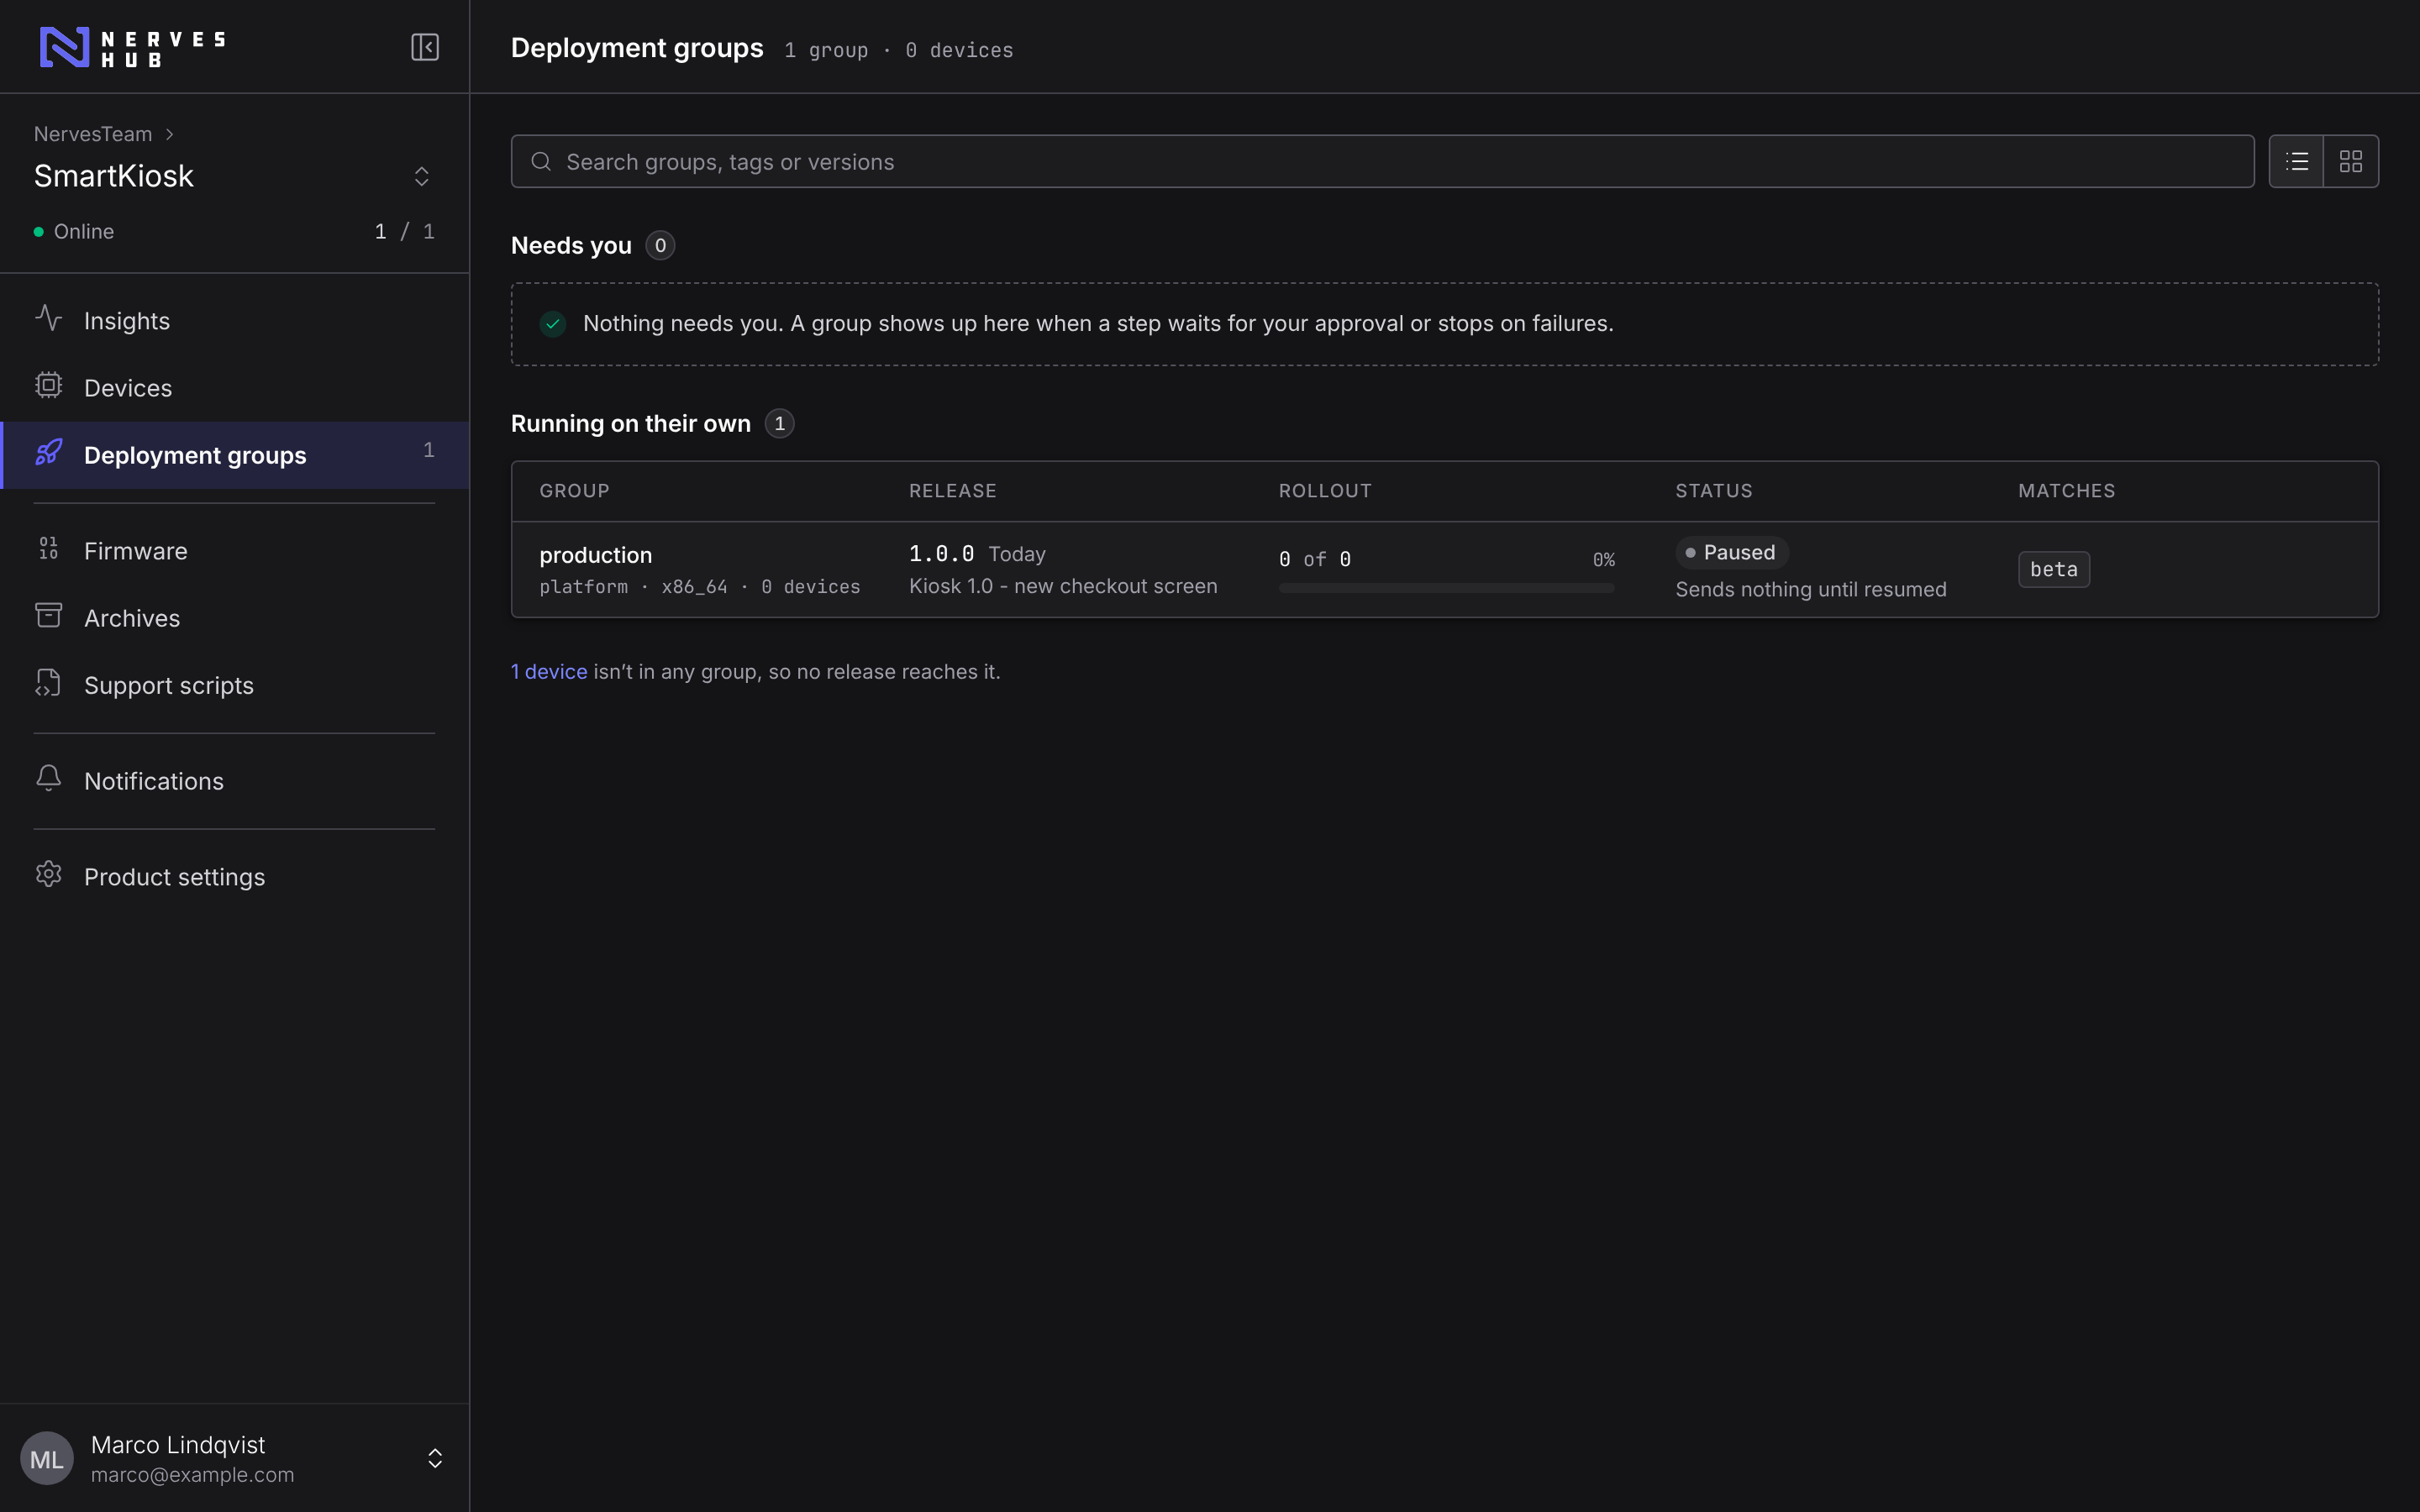 NERVES
HUB
NervesTeam
SmartKiosk
Online 1 / 1
Insights
Devices
Deployment groups 1
Firmware
Archives
Support scripts
Notifications
Product settings
ML
Marco Lindqvist
marco@example.com
Deployment groups 1 group · 0 devices
Search groups, tags or versions
Needs you 0
Nothing needs you. A group shows up here when a step waits for your approval or stops on failures.
Running on their own 1
GROUP RELEASE ROLLOUT STATUS MATCHES
production 1.0.0 Today 0 of 0 0% Paused beta
platform · x86_64 · 0 devices Kiosk 1.0 - new checkout screen Sends nothing until resumed
1 device isn’t in any group, so no release reaches it.